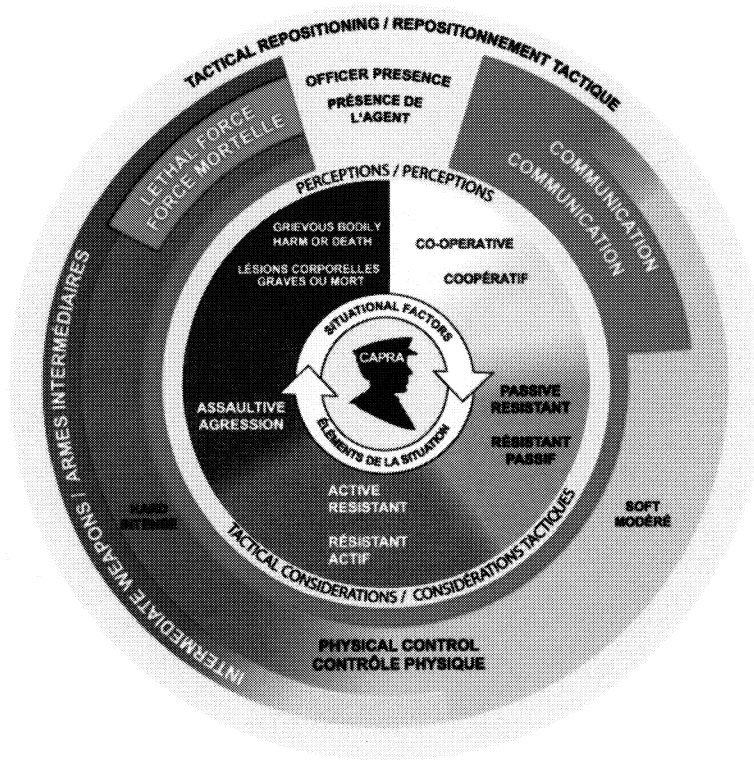 TACTICAL REPOSITIONING / REPOSITIONNEMENT TACTIQUE
OFFICER PRESENCE
PRÉSENCE DE
L'AGENT
LETHAL FORCE
FORCE MORTELLE
COMMUNICATION
COMMUNICATION
PERCEPTIONS / PERCEPTIONS
GRIEVOUS BODILY
HARM OR DEATH
LÉSIONS CORPORELLES
GRAVES OU MORT
CO-OPERATIVE
COOPÉRATIF
SITUATIONAL FACTORS
CAPRA
ÉLÉMENTS DE LA SITUATION
ASSAULTIVE
AGRESSION
PASSIVE
RESISTANT
RÉSISTANT
PASSIF
ACTIVE
RESISTANT
RÉSISTANT
ACTIF
HARD
INTENSE
SOFT
MODÉRÉ
TACTICAL CONSIDERATIONS / CONSIDÉRATIONS TACTIQUES
INTERMEDIATE WEAPONS / ARMES INTERMÉDIAIRES
PHYSICAL CONTROL
CONTRÔLE PHYSIQUE